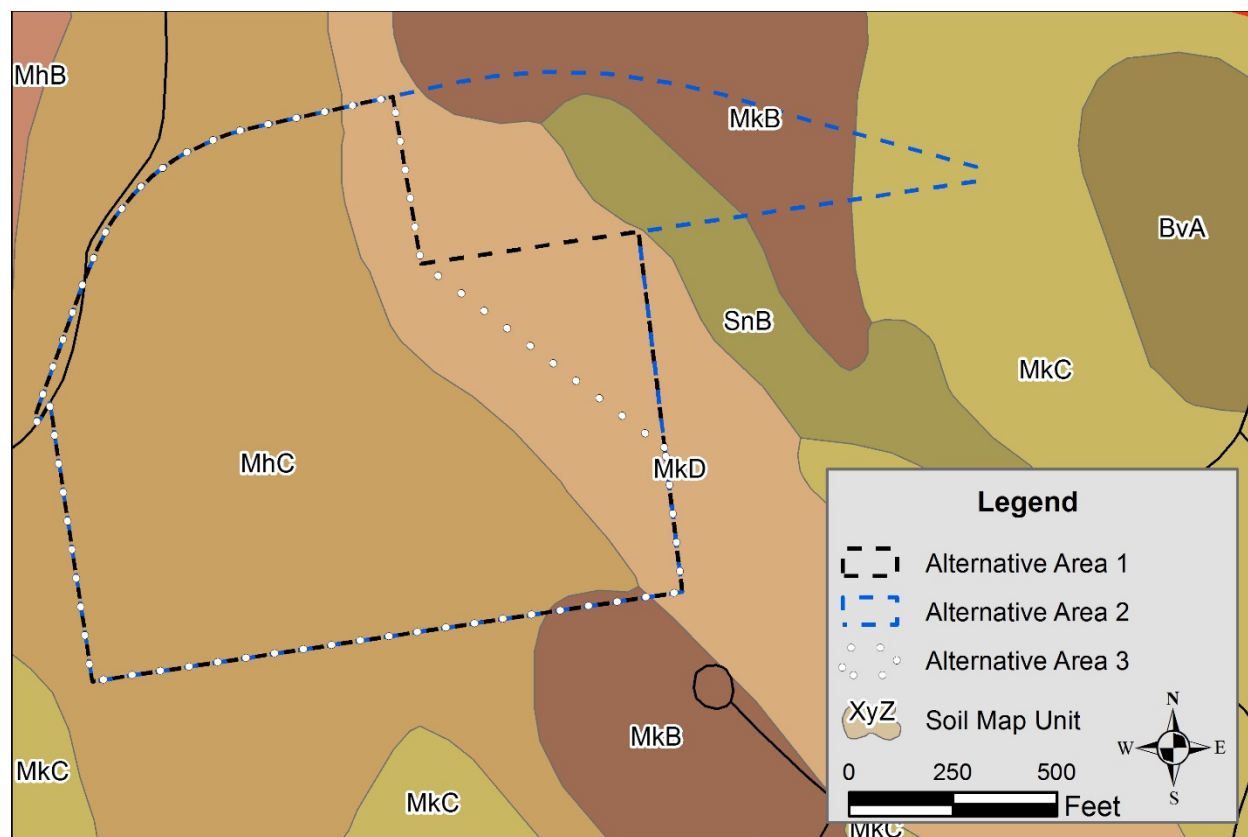 MhB
MkB
BvA
SnB
MkC
MhC
MkD
MkB
MkC
MkC
MkC
Legend
Alternative Area 1
Alternative Area 2
Alternative Area 3
XyZ Soil Map Unit
N
W E
S
0 250 500
Feet